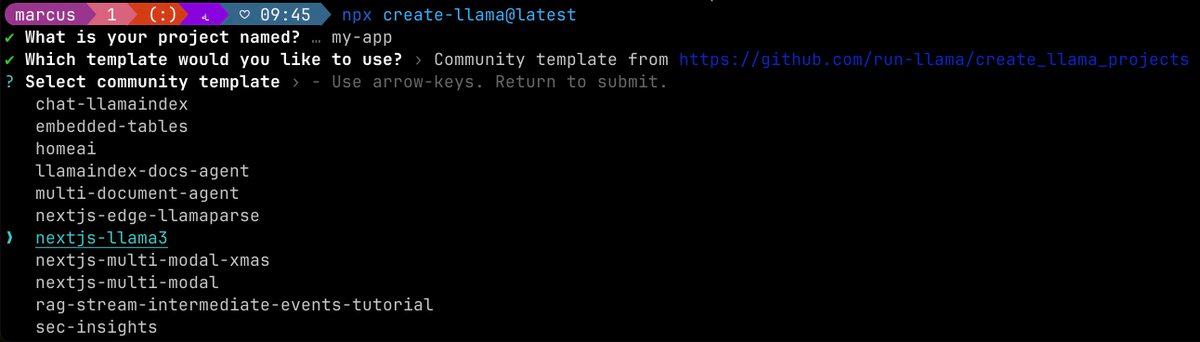 marcus 1 (:) ♡ 09:45 npx create-llama@latest
✔ What is your project named? … my-app
✔ Which template would you like to use? › Community template from https://github.com/run-llama/create_llama_projects
? Select community template › - Use arrow-keys. Return to submit.
chat-llamaindex
embedded-tables
homeai
llamaindex-docs-agent
multi-document-agent
nextjs-edge-llamaparse
❯ nextjs-llama3
nextjs-multi-modal-xmas
nextjs-multi-modal
rag-stream-intermediate-events-tutorial
sec-insights